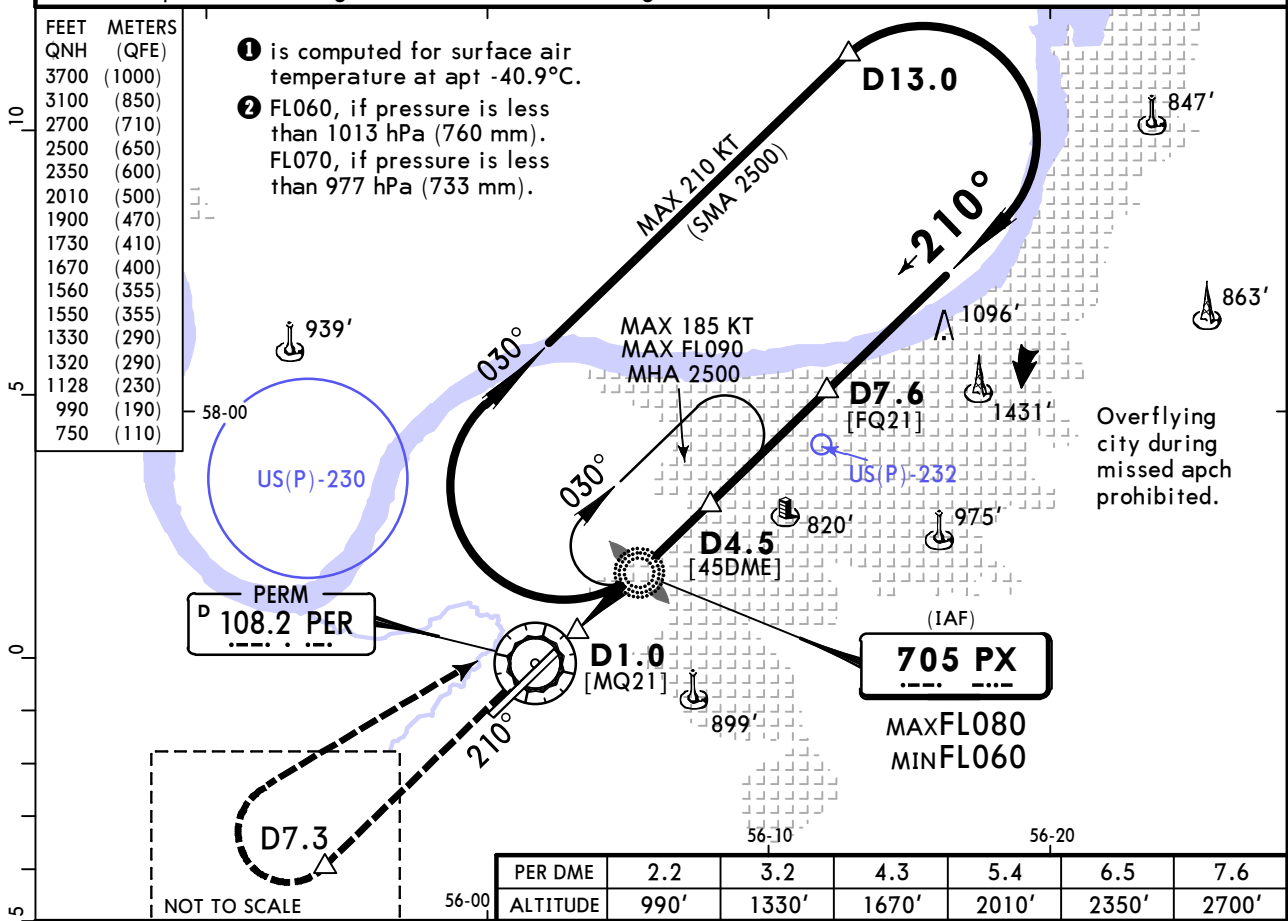 FEET METERS
QNH (QFE)
3700 (1000)
3100 (850)
2700 (710)
2500 (650)
2350 (600)
2010 (500)
1900 (470)
1730 (410)
1670 (400)
1560 (355)
1550 (355)
1330 (290)
1320 (290)
1128 (230)
990 (190)
750 (110)
1 is computed for surface air
temperature at apt -40.9°C.
2 FL060, if pressure is less
than 1013 hPa (760 mm).
FL070, if pressure is less
than 977 hPa (733 mm).
D13.0
847'
MAX 210 KT
(SMA 2500)
←210°
863'
939'
1096'
030°
MAX 185 KT
MAX FL090
MHA 2500
D7.6
[FQ21]
1431'
Overflying
city during
missed apch
prohibited.
58-00
US(P)-230
US(P)-232
030°
820'
975'
D4.5
[45DME]
PERM
D 108.2 PER
(IAF)
705 PX
MAX FL080
MIN FL060
D1.0
[MQ21]
899'
210°
D7.3
NOT TO SCALE
56-00
56-10
56-20
PER DME 2.2 3.2 4.3 5.4 6.5 7.6
ALTITUDE 990' 1330' 1670' 2010' 2350' 2700'
10
5
0
5